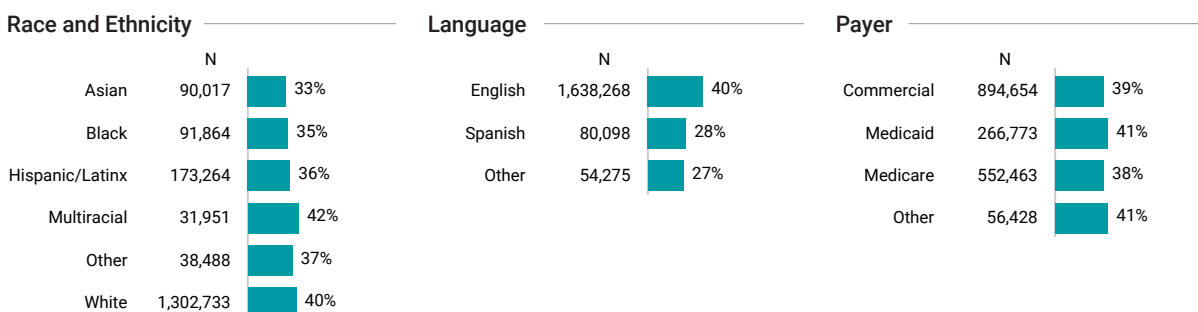 Race and Ethnicity
N
Asian 90,017 33%
Black 91,864 35%
Hispanic/Latinx 173,264 36%
Multiracial 31,951 42%
Other 38,488 37%
White 1,302,733 40%
Language
N
English 1,638,268 40%
Spanish 80,098 28%
Other 54,275 27%
Payer
N
Commercial 894,654 39%
Medicaid 266,773 41%
Medicare 552,463 38%
Other 56,428 41%